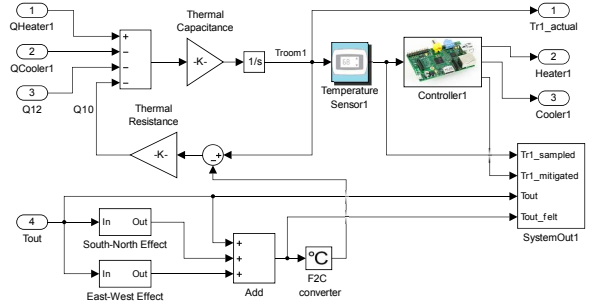 1
QHeater1
2
QCooler1
3
Q12
Q10
+
−
−
−
Thermal
Capacitance
-K-
1/s
Troom1
Temperature
Sensor1
Controller1
1
Tr1_actual
2
Heater1
3
Cooler1
Thermal
Resistance
-K-
−+
Tr1_sampled
Tr1_mitigated
Tout
Tout_felt
SystemOut1
4
Tout
In Out
South-North Effect
In Out
East-West Effect
+
+
+
Add
°C
F2C
converter